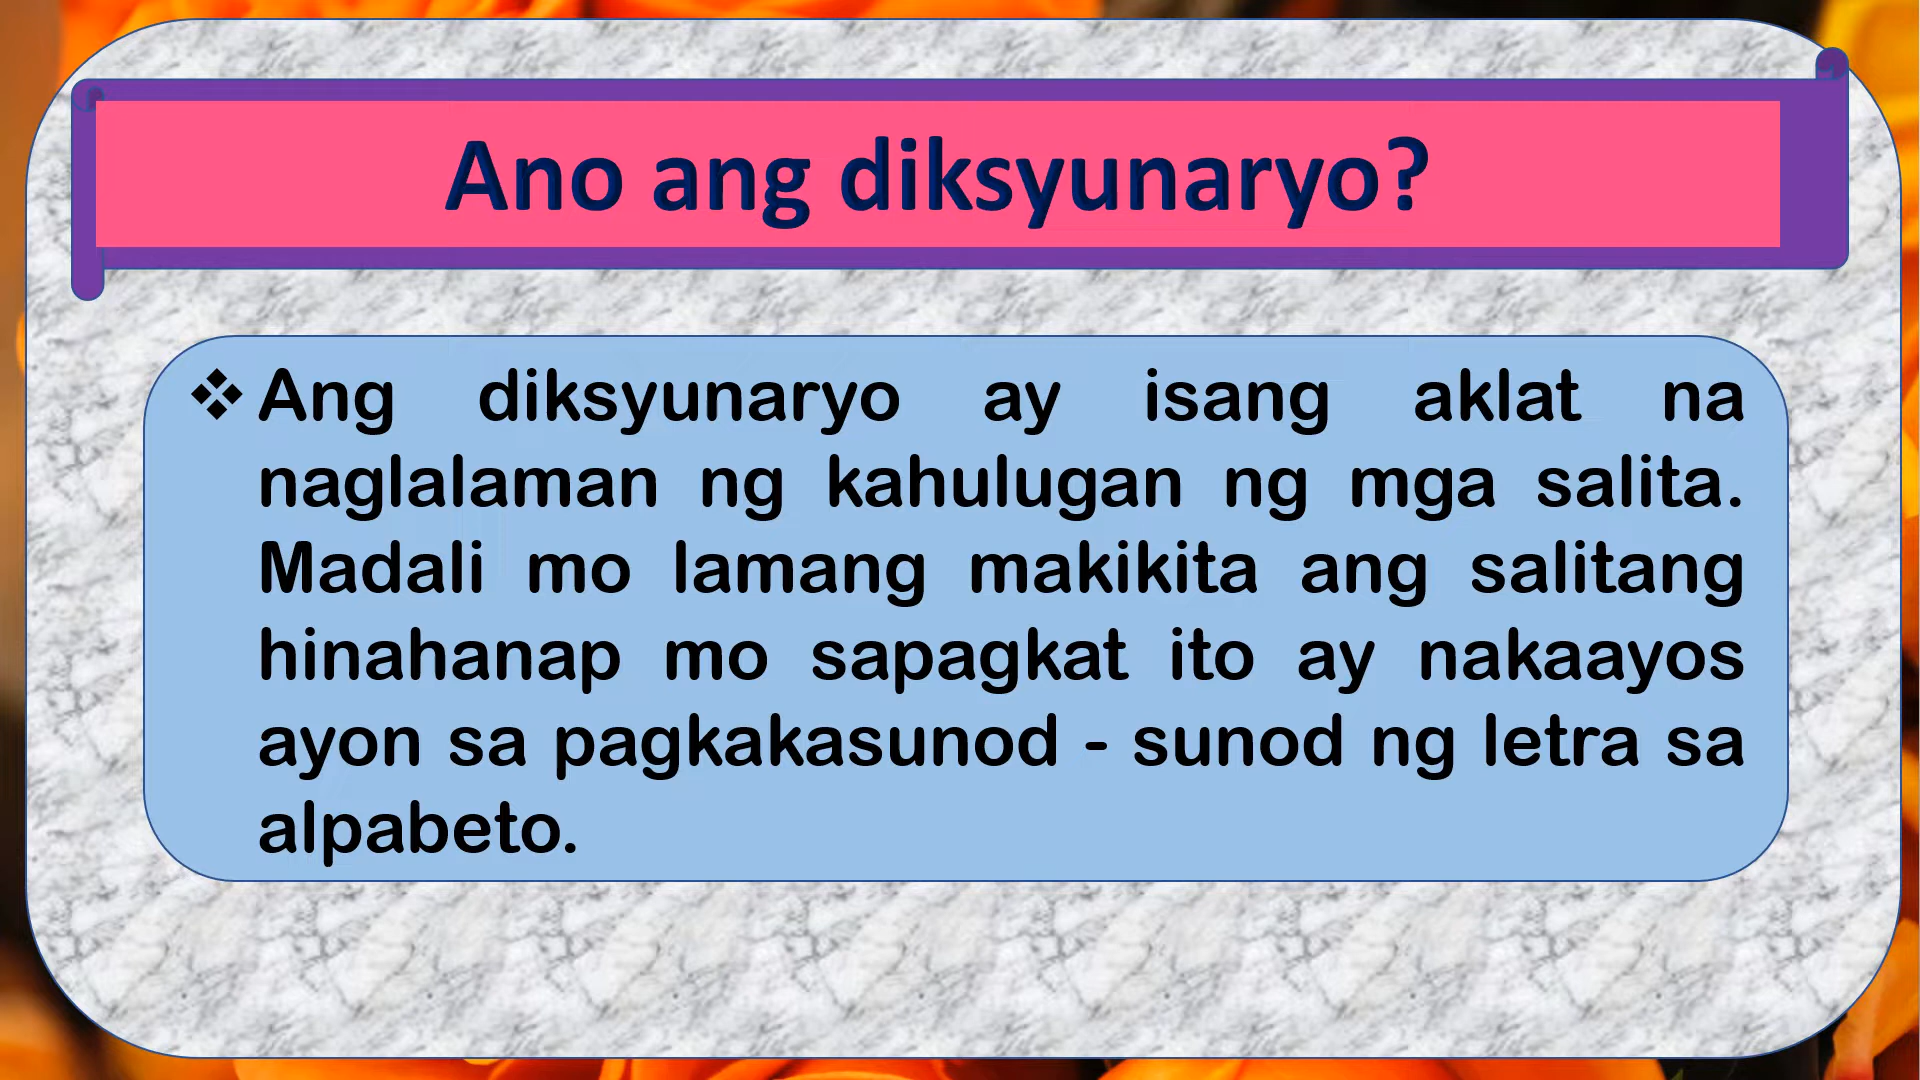 Ano ang diksyunaryo?
❖ Ang diksyunaryo ay isang aklat na
naglalaman ng kahulugan ng mga salita.
Madali mo lamang makikita ang salitang
hinahanap mo sapagkat ito ay nakaayos
ayon sa pagkakasunod - sunod ng letra sa
alpabeto.